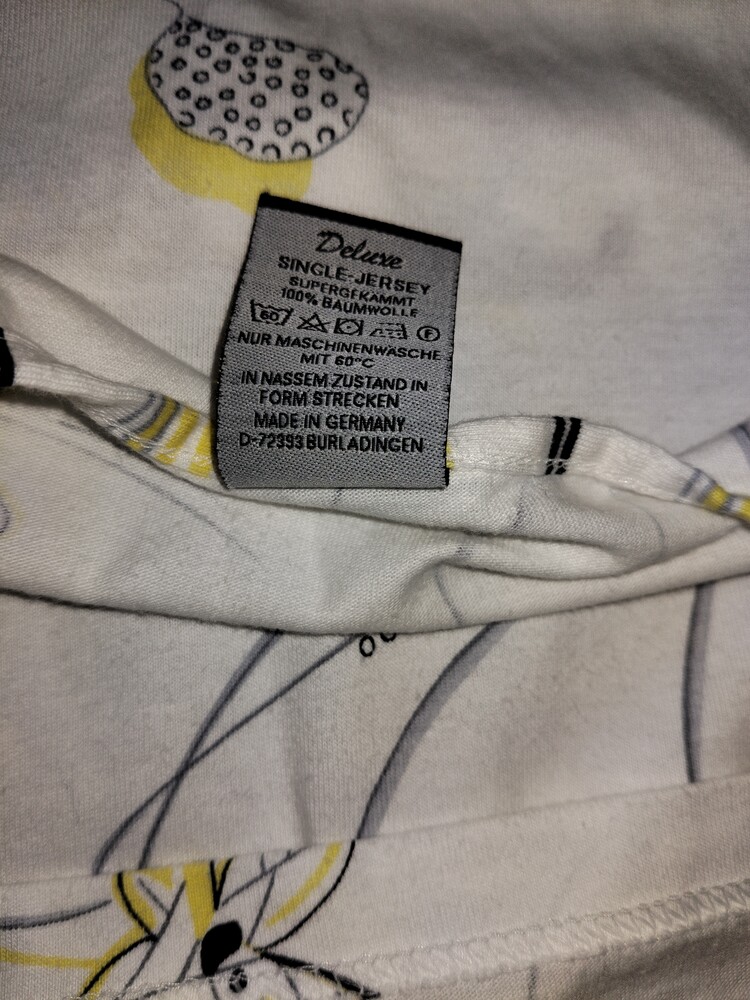 Deluxe
SINGLE-JERSEY
SUPERGEKÄMMT
100% BAUMWOLLE
60 F
NUR MASCHINENWÄSCHE
MIT 60°C
IN NASSEM ZUSTAND IN
FORM STRECKEN
MADE IN GERMANY
D-72393 BURLADINGEN